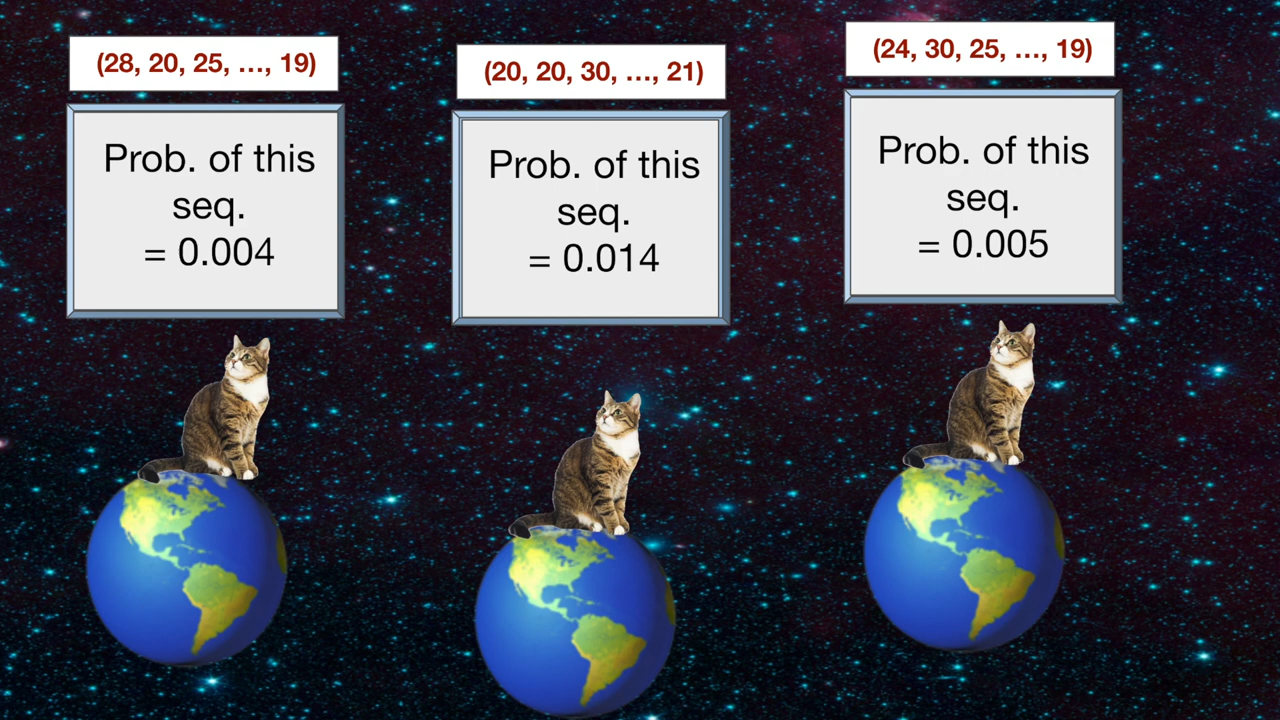 (28, 20, 25, ..., 19)
Prob. of this
seq.
= 0.004
(20, 20, 30, ..., 21)
Prob. of this
seq.
= 0.014
(24, 30, 25, ..., 19)
Prob. of this
seq.
= 0.005